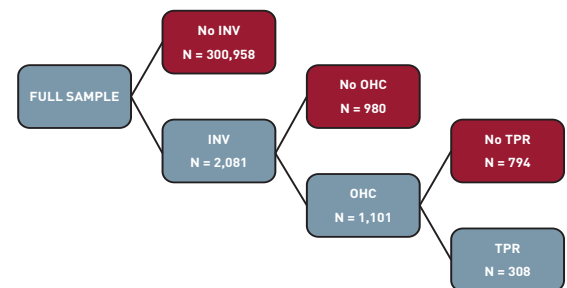 No INV
N = 300,958
FULL SAMPLE
INV
N = 2,081
No OHC
N = 980
OHC
N = 1,101
No TPR
N = 794
TPR
N = 308